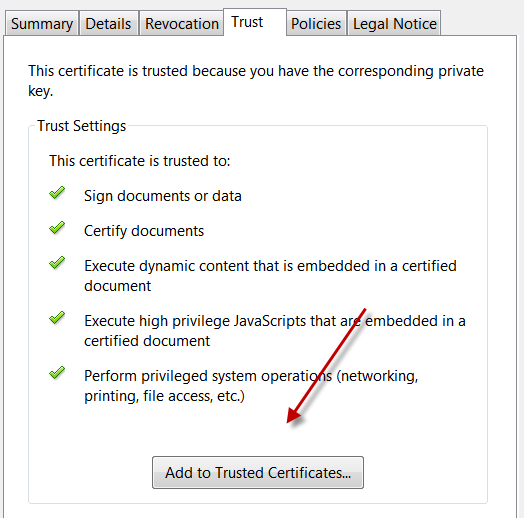 Summary Details Revocation Trust Policies Legal Notice
This certificate is trusted because you have the corresponding private
key.
Trust Settings
This certificate is trusted to:
Sign documents or data
Certify documents
Execute dynamic content that is embedded in a certified
document
Execute high privilege JavaScripts that are embedded in a
certified document
Perform privileged system operations (networking,
printing, file access, etc.)
Add to Trusted Certificates...